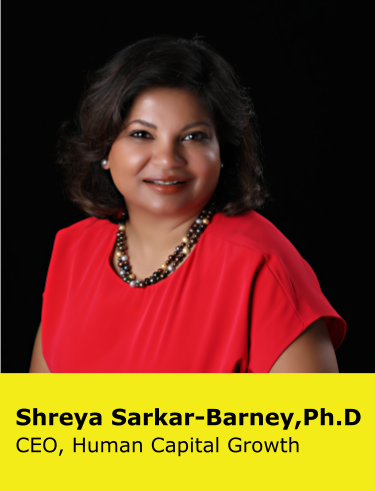 Shreya Sarkar-Barney,Ph.D
CEO, Human Capital Growth